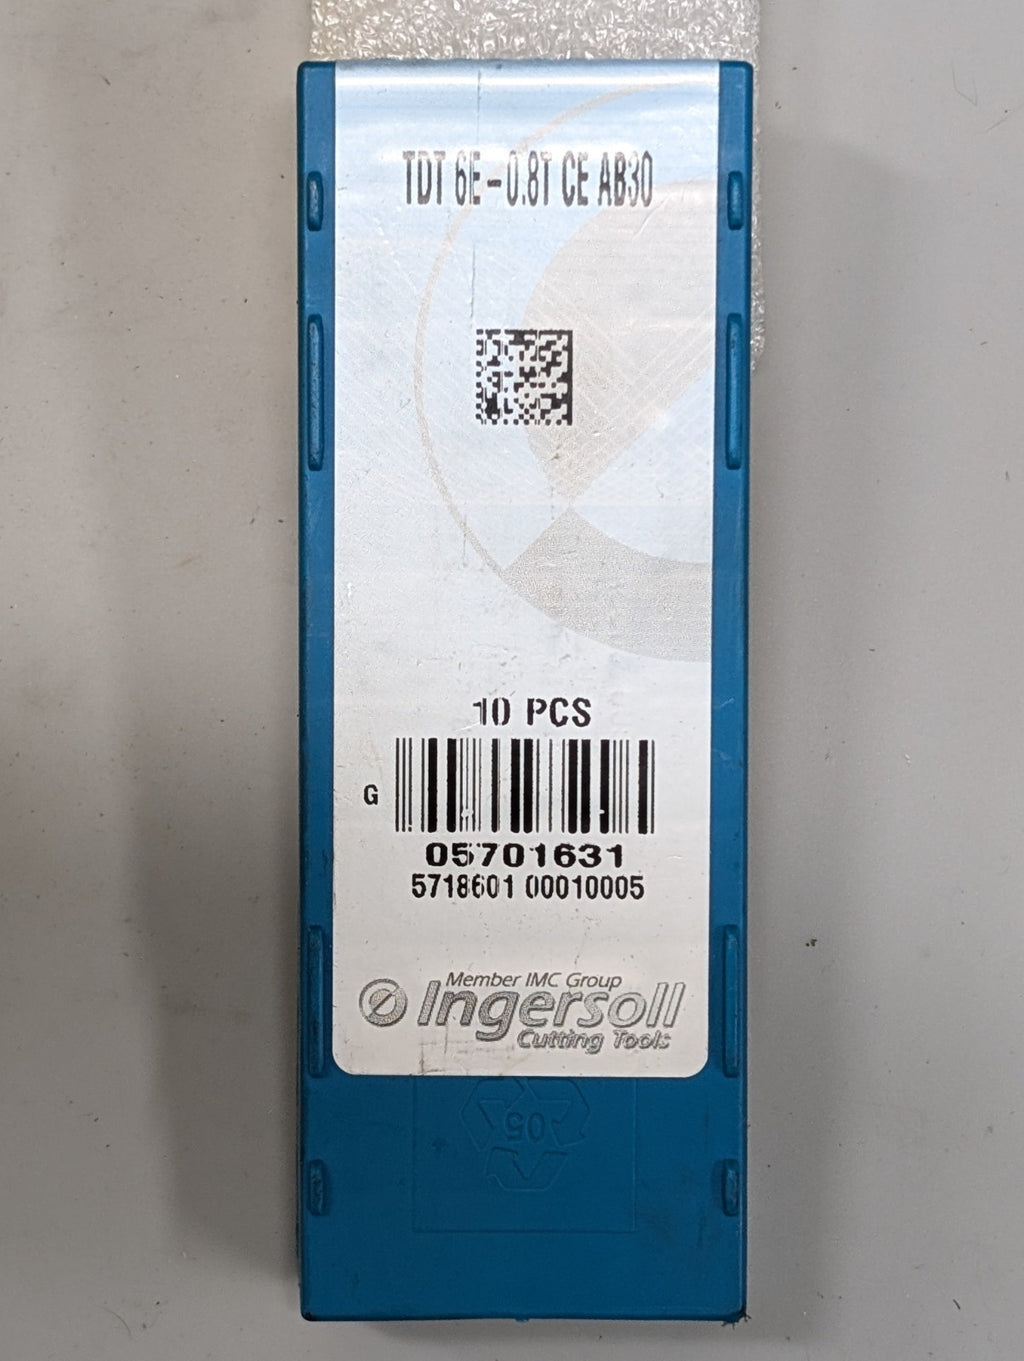 TDT 6E-0.8T CE AB30
10 PCS
G
05701631
5718601 00010005
Member IMC Group
Ingersoll
Cutting Tools
05